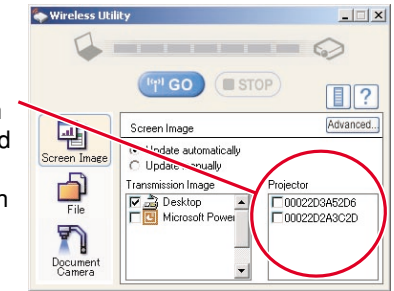 Wireless Utility
GO
STOP
?
Screen Image
Advanced..
Update automatically
Update manually
Transmission Image
Projector
Desktop
Microsoft Power
00022D3A52D6
00022D2A3C2D
Screen Image
File
Document
Camera
n
d
n